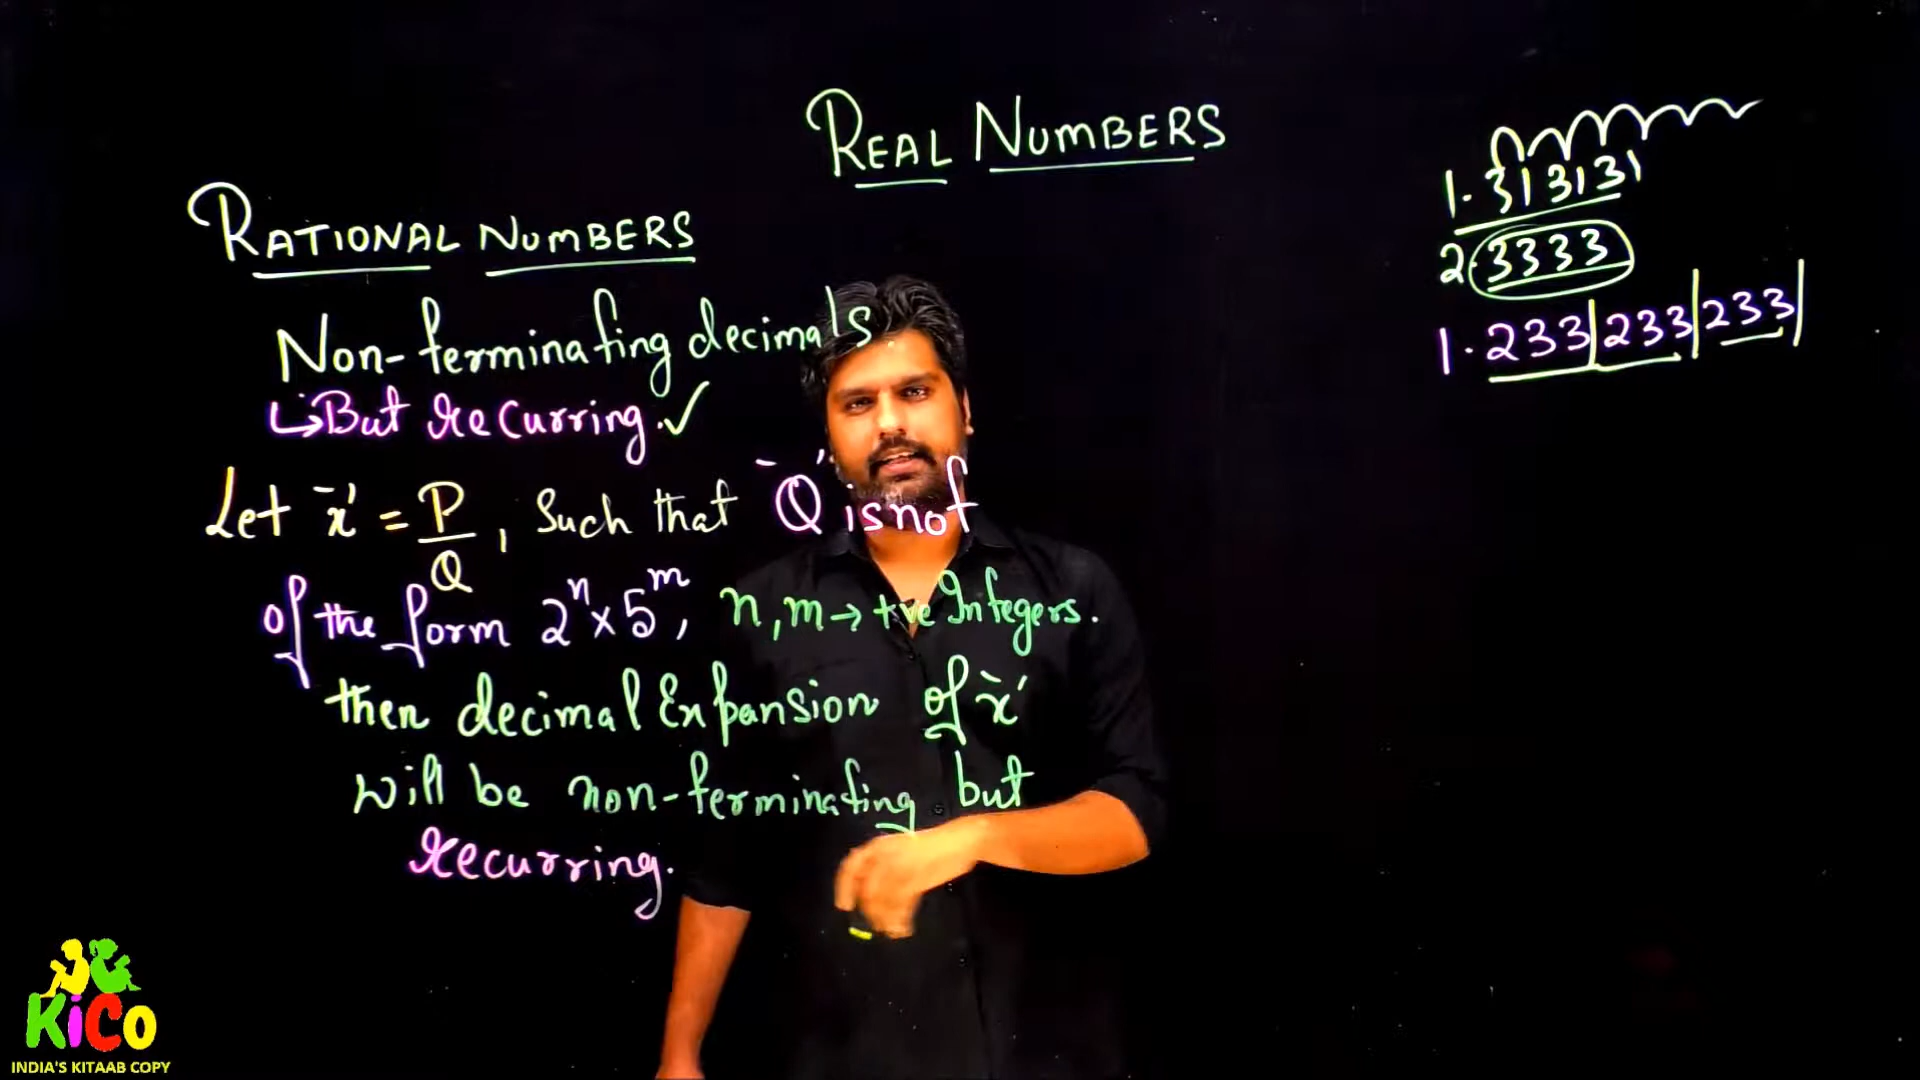 REAL NUMBERS
RATIONAL NUMBERS
Non-terminating decimals.
↳But recurring. ✓
Let 'x' = P/Q, Such that 'Q' is not
of the form 2ⁿ×5ᵐ, n,m→+ve Integers.
then decimal Expansion of 'x'
will be non-terminating but
recurring.
1.313131
2.3333
1.233|233|233|
KiCo
INDIA'S KITAAB COPY